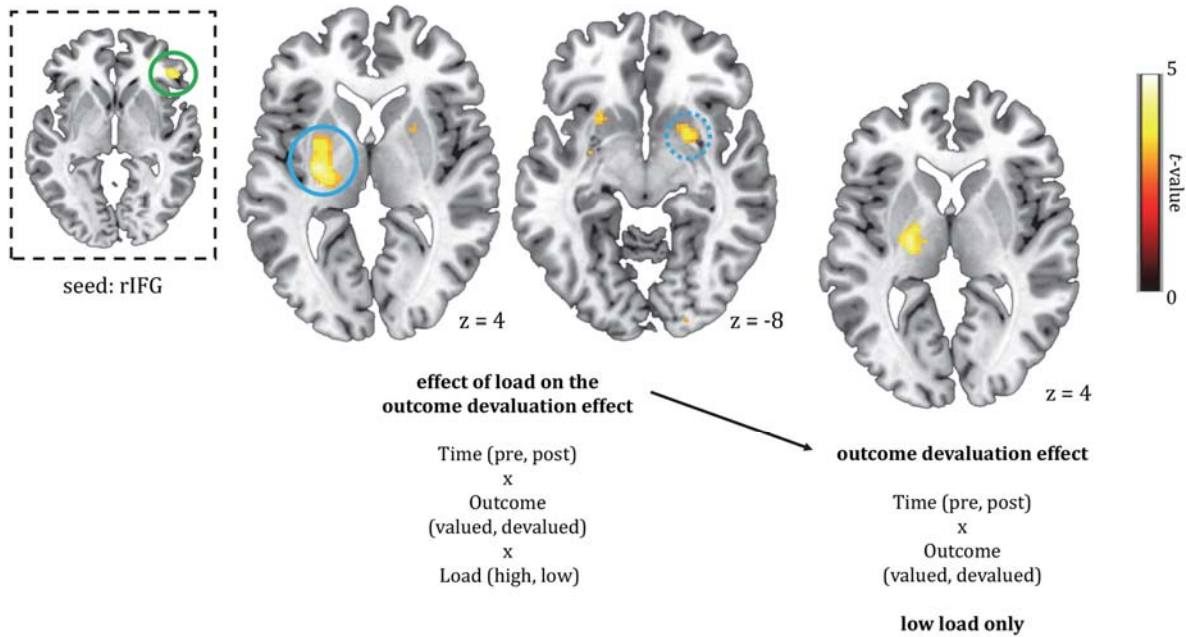 seed: rIFG
z = 4
z = -8
z = 4
5
t-value
0
effect of load on the
outcome devaluation effect
Time (pre, post)
x
Outcome
(valued, devalued)
x
Load (high, low)
outcome devaluation effect
Time (pre, post)
x
Outcome
(valued, devalued)
low load only